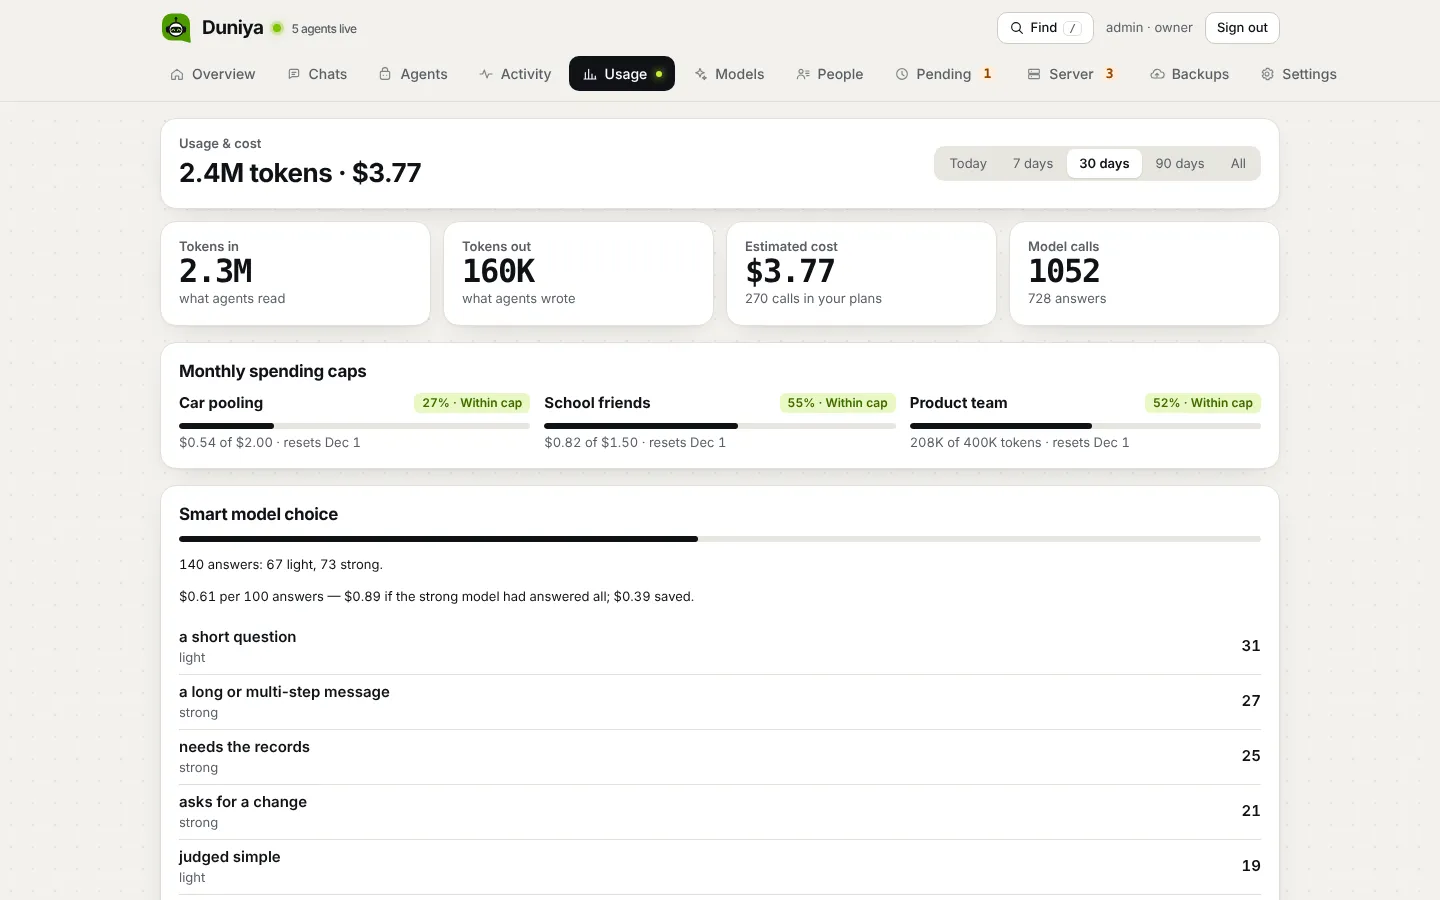 Duniya
5 agents live
Find /
admin · owner
Sign out
Overview
Chats
Agents
Activity
Usage
Models
People
Pending 1
Server 3
Backups
Settings
Usage & cost
2.4M tokens · $3.77
Today
7 days
30 days
90 days
All
Tokens in
2.3M
what agents read
Tokens out
160K
what agents wrote
Estimated cost
$3.77
270 calls in your plans
Model calls
1052
728 answers
Monthly spending caps
Car pooling
27% · Within cap
$0.54 of $2.00 · resets Dec 1
School friends
55% · Within cap
$0.82 of $1.50 · resets Dec 1
Product team
52% · Within cap
208K of 400K tokens · resets Dec 1
Smart model choice
140 answers: 67 light, 73 strong.
$0.61 per 100 answers — $0.89 if the strong model had answered all; $0.39 saved.
a short question
light
31
a long or multi-step message
strong
27
needs the records
strong
25
asks for a change
strong
21
judged simple
light
19